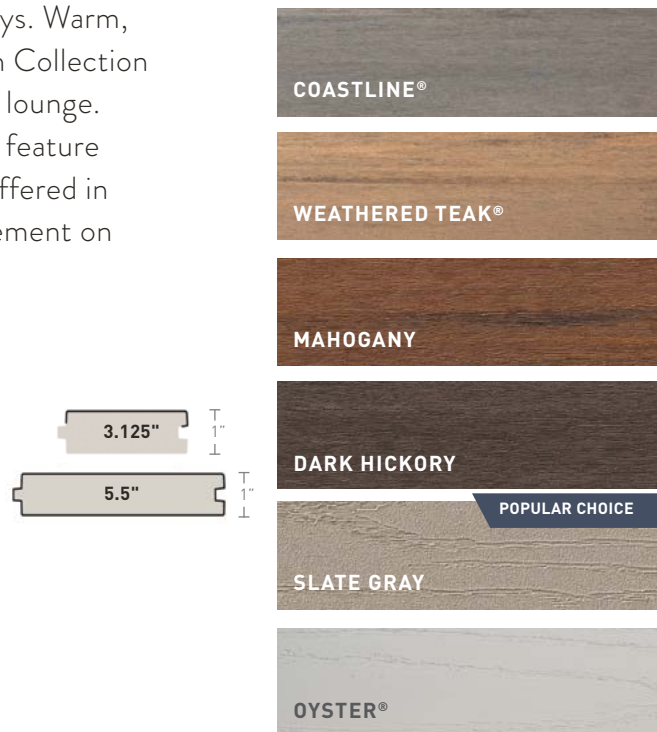 ys. Warm,
Collection
lounge.
feature
ffered in
ement on
3.125"
1"
5.5"
1"
COASTLINE®
WEATHERED TEAK®
MAHOGANY
DARK HICKORY
POPULAR CHOICE
SLATE GRAY
OYSTER®